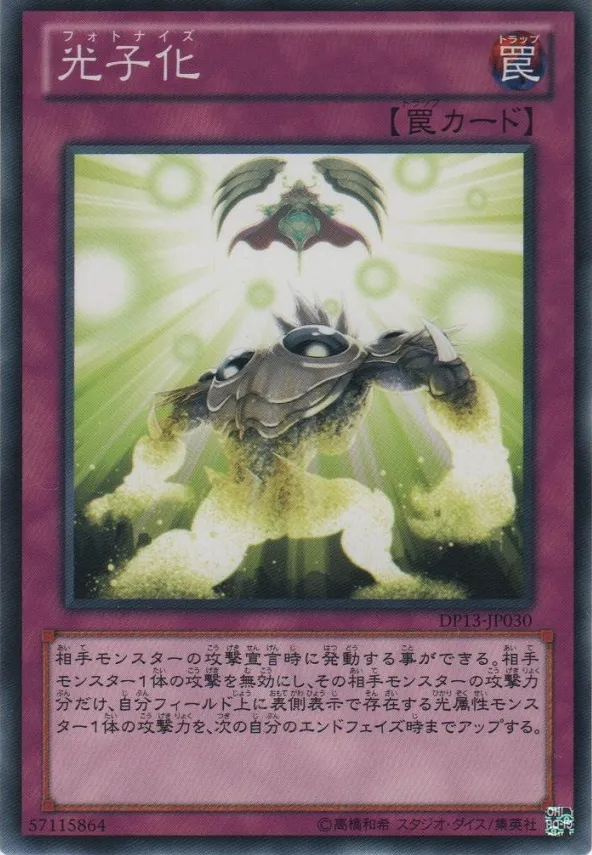 フォトナイズ
光子化
トラップ
罠
トラップ
【罠カード】
DP13-JP030
相手モンスターの攻撃宣言時に発動する事ができる。相手
モンスター1体の攻撃を無効にし、その相手モンスターの攻撃力
分だけ、自分フィールド上に表側表示で存在する光属性モンス
ター1体の攻撃力を、次の自分のエンドフェイズ時までアップする。
57115864
©高橋和希 スタジオ・ダイス/集英社